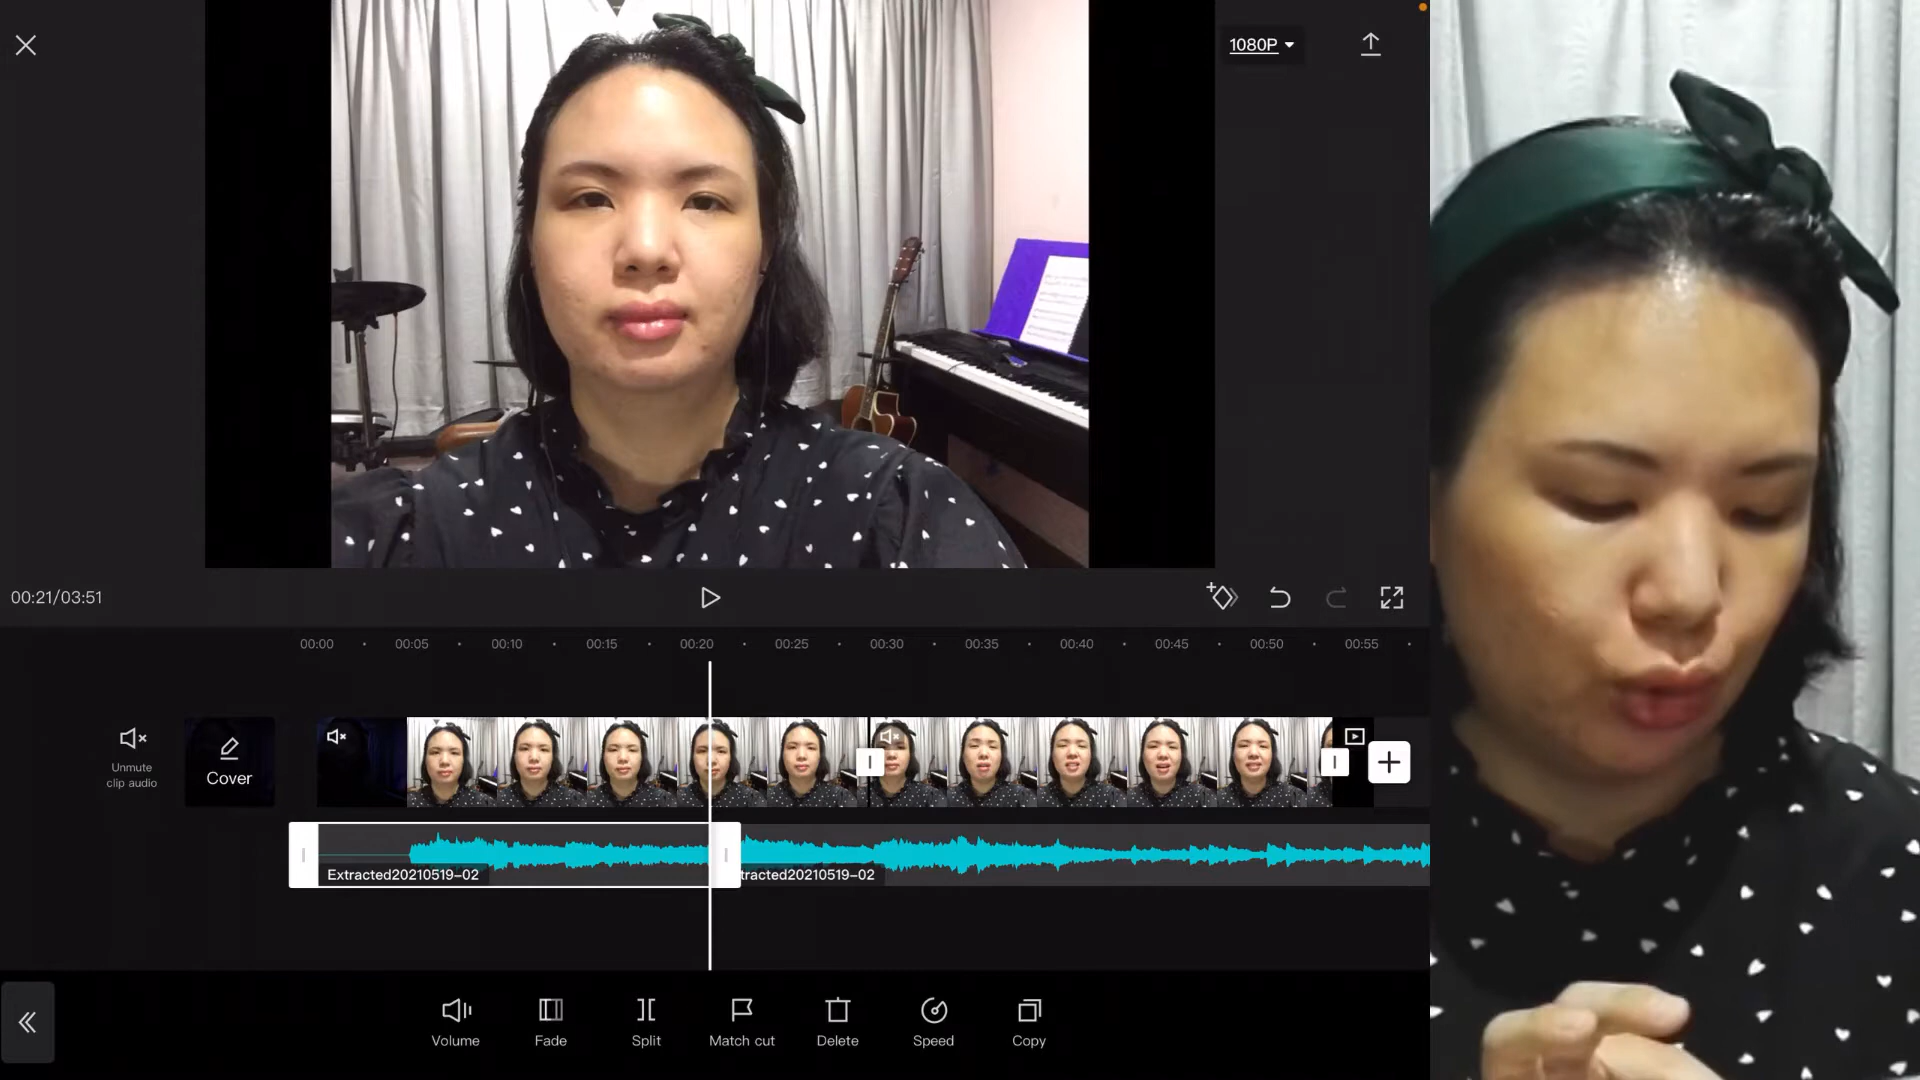 1080P
00:21/03:51
00:00 00:05 00:10 00:15 00:20 00:25 00:30 00:35 00:40 00:45 00:50 00:55
Unmute
clip audio
Cover
Extracted20210519-02
tracted20210519-02
Volume Fade Split Match cut Delete Speed Copy